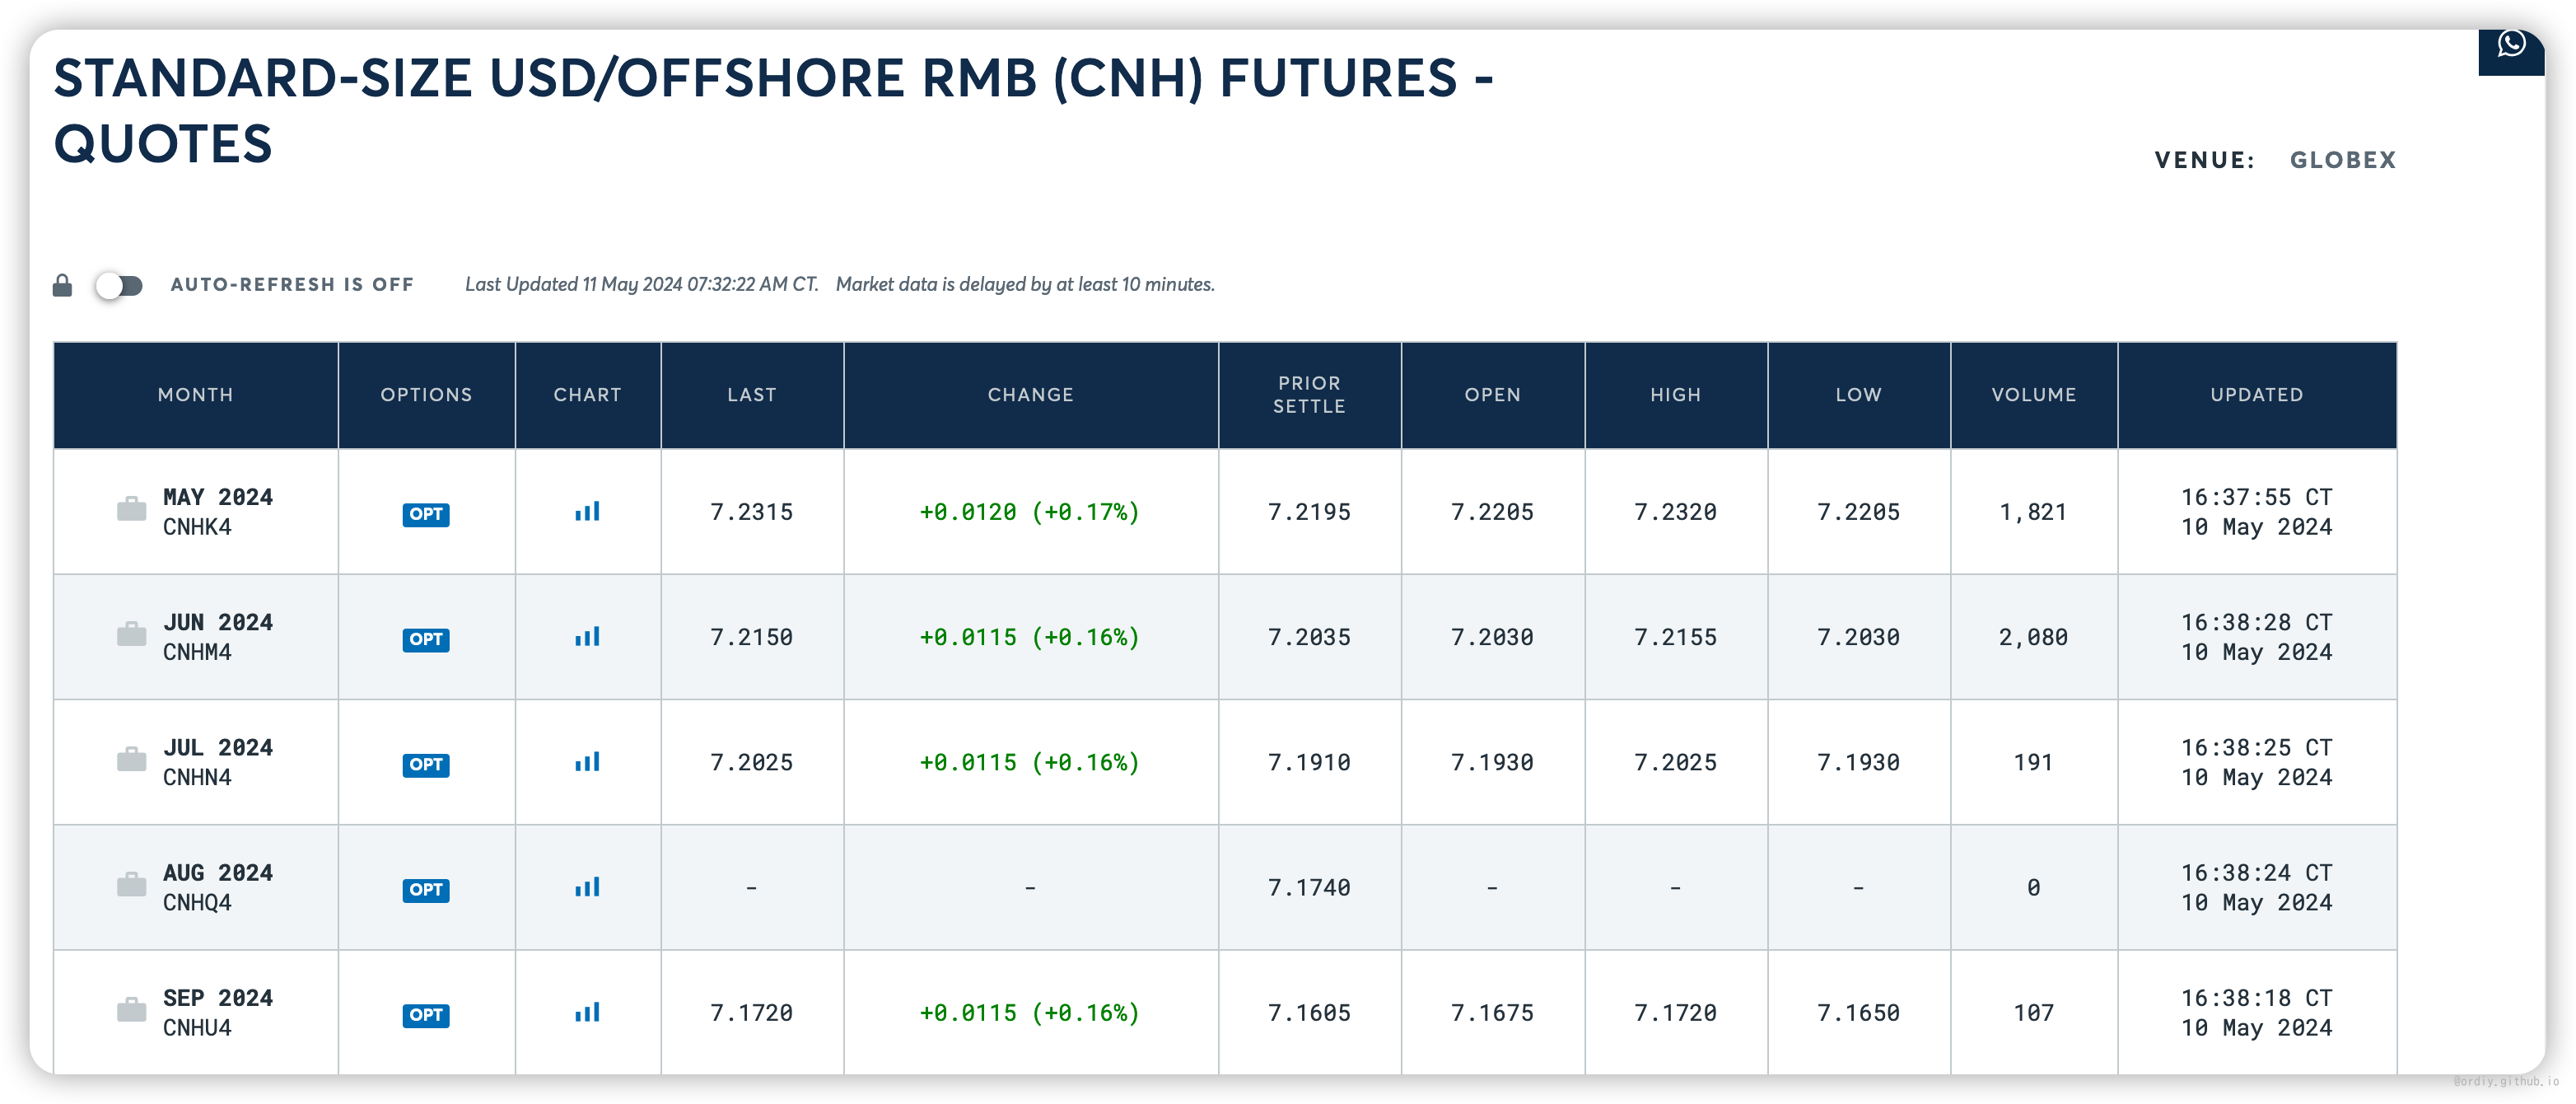 STANDARD-SIZE USD/OFFSHORE RMB (CNH) FUTURES -
QUOTES
VENUE: GLOBEX
AUTO-REFRESH IS OFF Last Updated 11 May 2024 07:32:22 AM CT. Market data is delayed by at least 10 minutes.
MONTH OPTIONS CHART LAST CHANGE PRIOR SETTLE OPEN HIGH LOW VOLUME UPDATED
MAY 2024 16:37:55 CT
OPT 7.2315 +0.0120 (+0.17%) 7.2195 7.2205 7.2320 7.2205 1,821
CNHK4 10 May 2024
JUN 2024 16:38:28 CT
OPT 7.2150 +0.0115 (+0.16%) 7.2035 7.2030 7.2155 7.2030 2,080
CNHM4 10 May 2024
JUL 2024 16:38:25 CT
OPT 7.2025 +0.0115 (+0.16%) 7.1910 7.1930 7.2025 7.1930 191
CNHN4 10 May 2024
AUG 2024 16:38:24 CT
OPT - - 7.1740 - - - 0
CNHQ4 10 May 2024
SEP 2024 16:38:18 CT
OPT 7.1720 +0.0115 (+0.16%) 7.1605 7.1675 7.1720 7.1650 107
CNHU4 10 May 2024
@ordiy.github.io